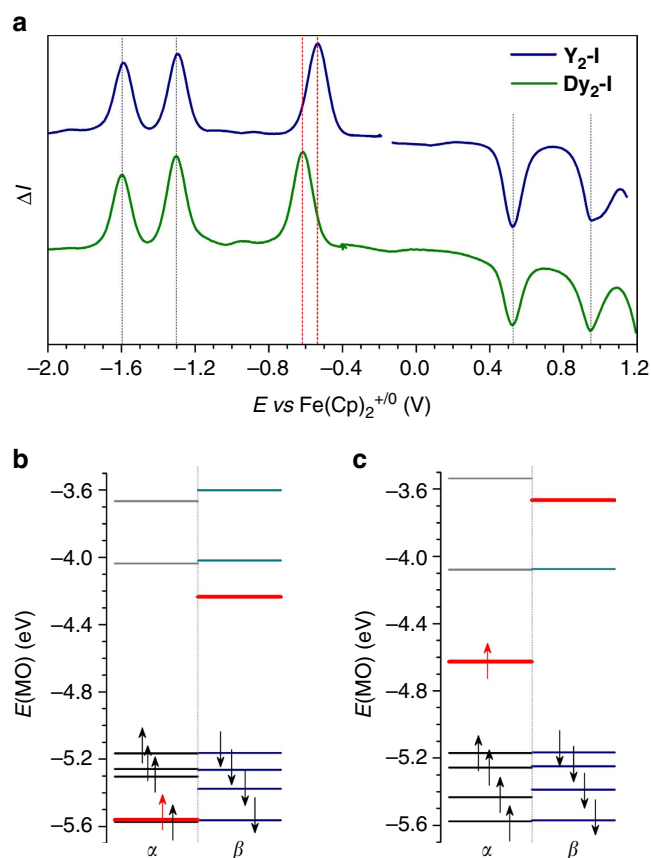 a
Y₂-I
Dy₂-I
ΔI
–2.0 –1.6 –1.2 –0.8 –0.4 0.0 0.4 0.8 1.2
E vs Fe(Cp)₂⁺/⁰ (V)
b
–3.6
–4.0
–4.4
–4.8
–5.2
–5.6
E(MO) (eV)
α β
c
–3.6
–4.0
–4.4
–4.8
–5.2
–5.6
E(MO) (eV)
α β